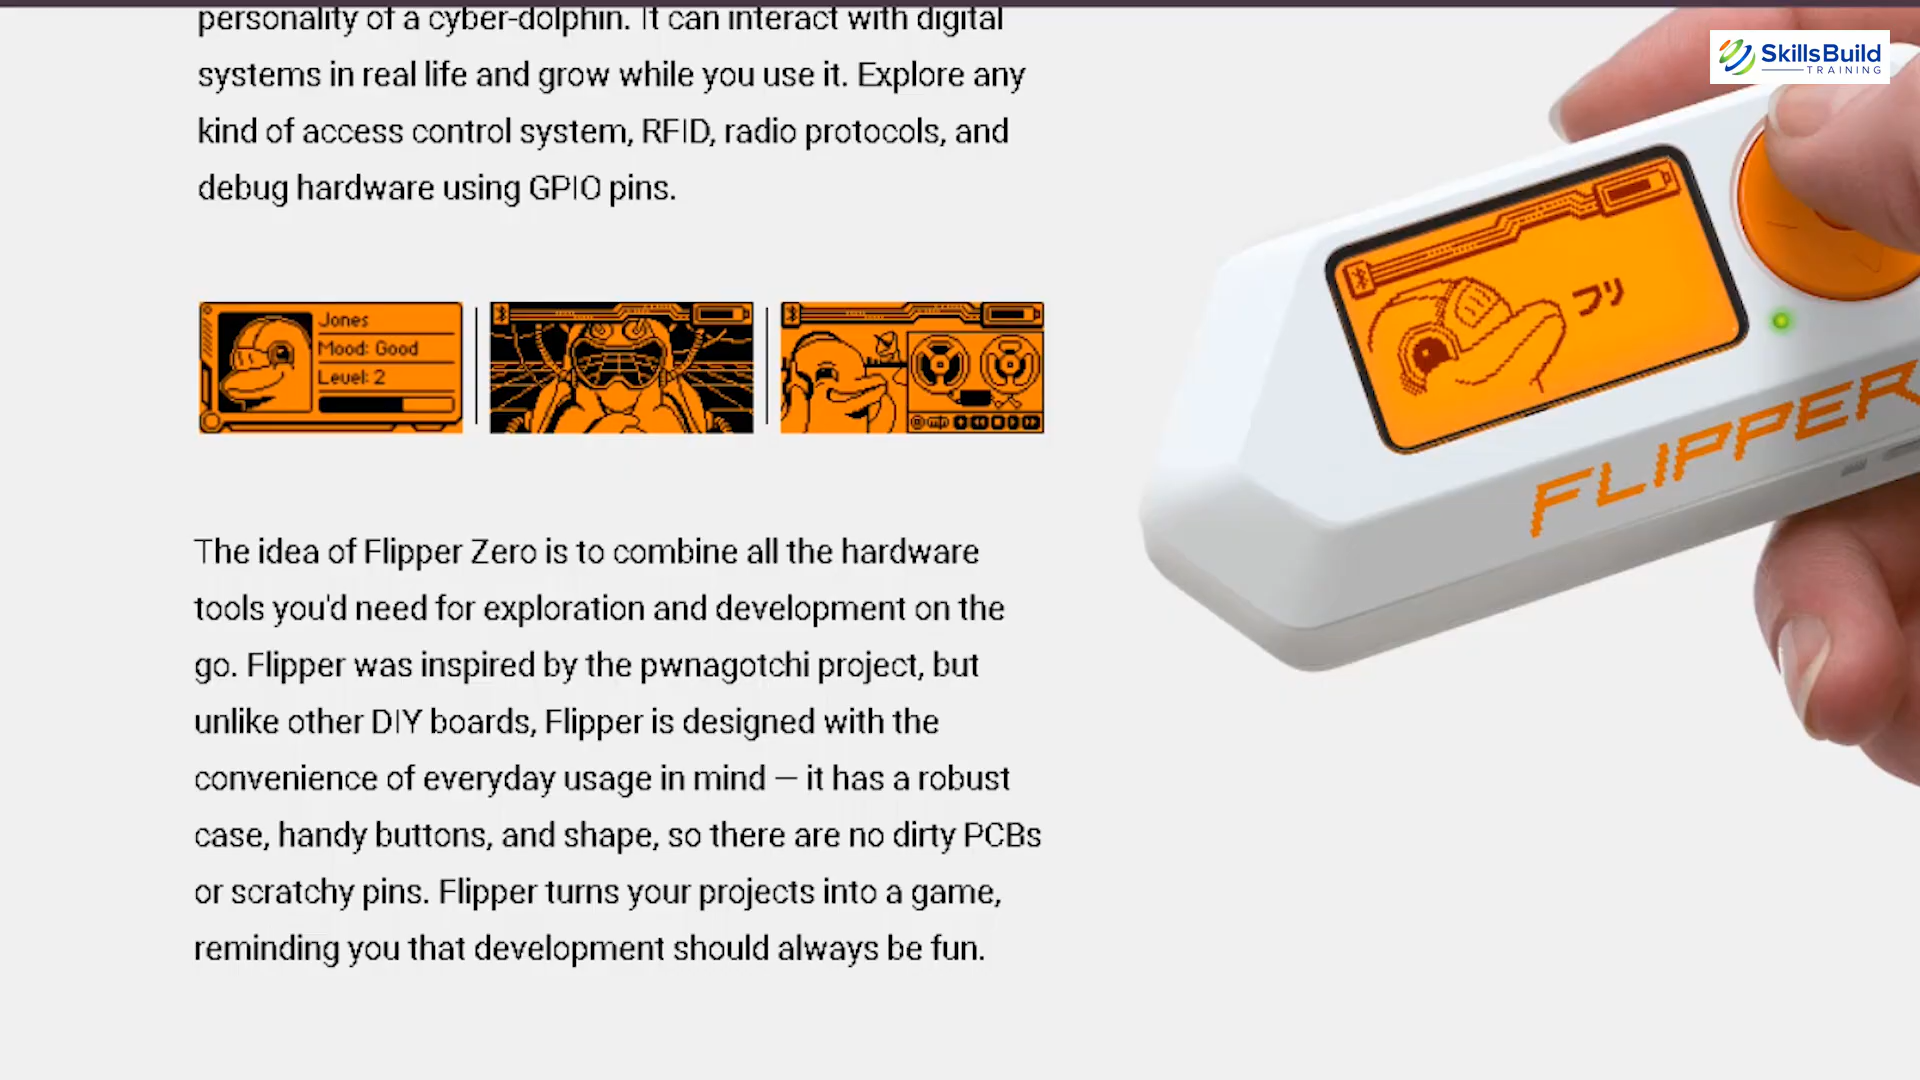 personality of a cyber-dolphin. It can interact with digital
systems in real life and grow while you use it. Explore any
kind of access control system, RFID, radio protocols, and
debug hardware using GPIO pins.
Jones
Mood: Good
Level: 2
The idea of Flipper Zero is to combine all the hardware
tools you'd need for exploration and development on the
go. Flipper was inspired by the pwnagotchi project, but
unlike other DIY boards, Flipper is designed with the
convenience of everyday usage in mind — it has a robust
case, handy buttons, and shape, so there are no dirty PCBs
or scratchy pins. Flipper turns your projects into a game,
reminding you that development should always be fun.
SkillsBuild
TRAINING
フリ
FLIPPER